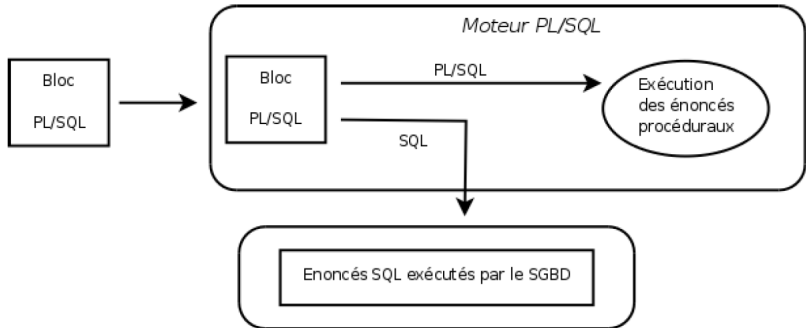 Moteur PL/SQL
Bloc
PL/SQL
Bloc
PL/SQL
PL/SQL
SQL
Exécution
des énoncés
procéduraux
Enoncés SQL exécutés par le SGBD